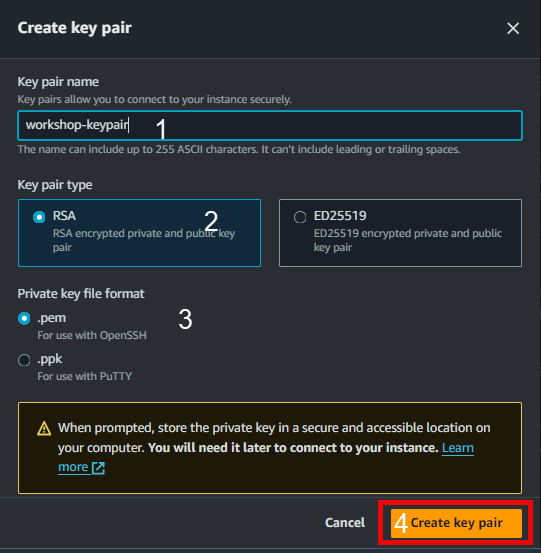 Create key pair
Key pair name
Key pairs allow you to connect to your instance securely.
workshop-keypair 1
The name can include up to 255 ASCII characters. It can't include leading or trailing spaces.
Key pair type
RSA
2
RSA encrypted private and public key
pair
ED25519
ED25519 encrypted private and public
key pair
Private key file format
.pem
3
For use with OpenSSH
.ppk
For use with PuTTY
When prompted, store the private key in a secure and accessible location on
your computer. You will need it later to connect to your instance. Learn
more
Cancel
4 Create key pair